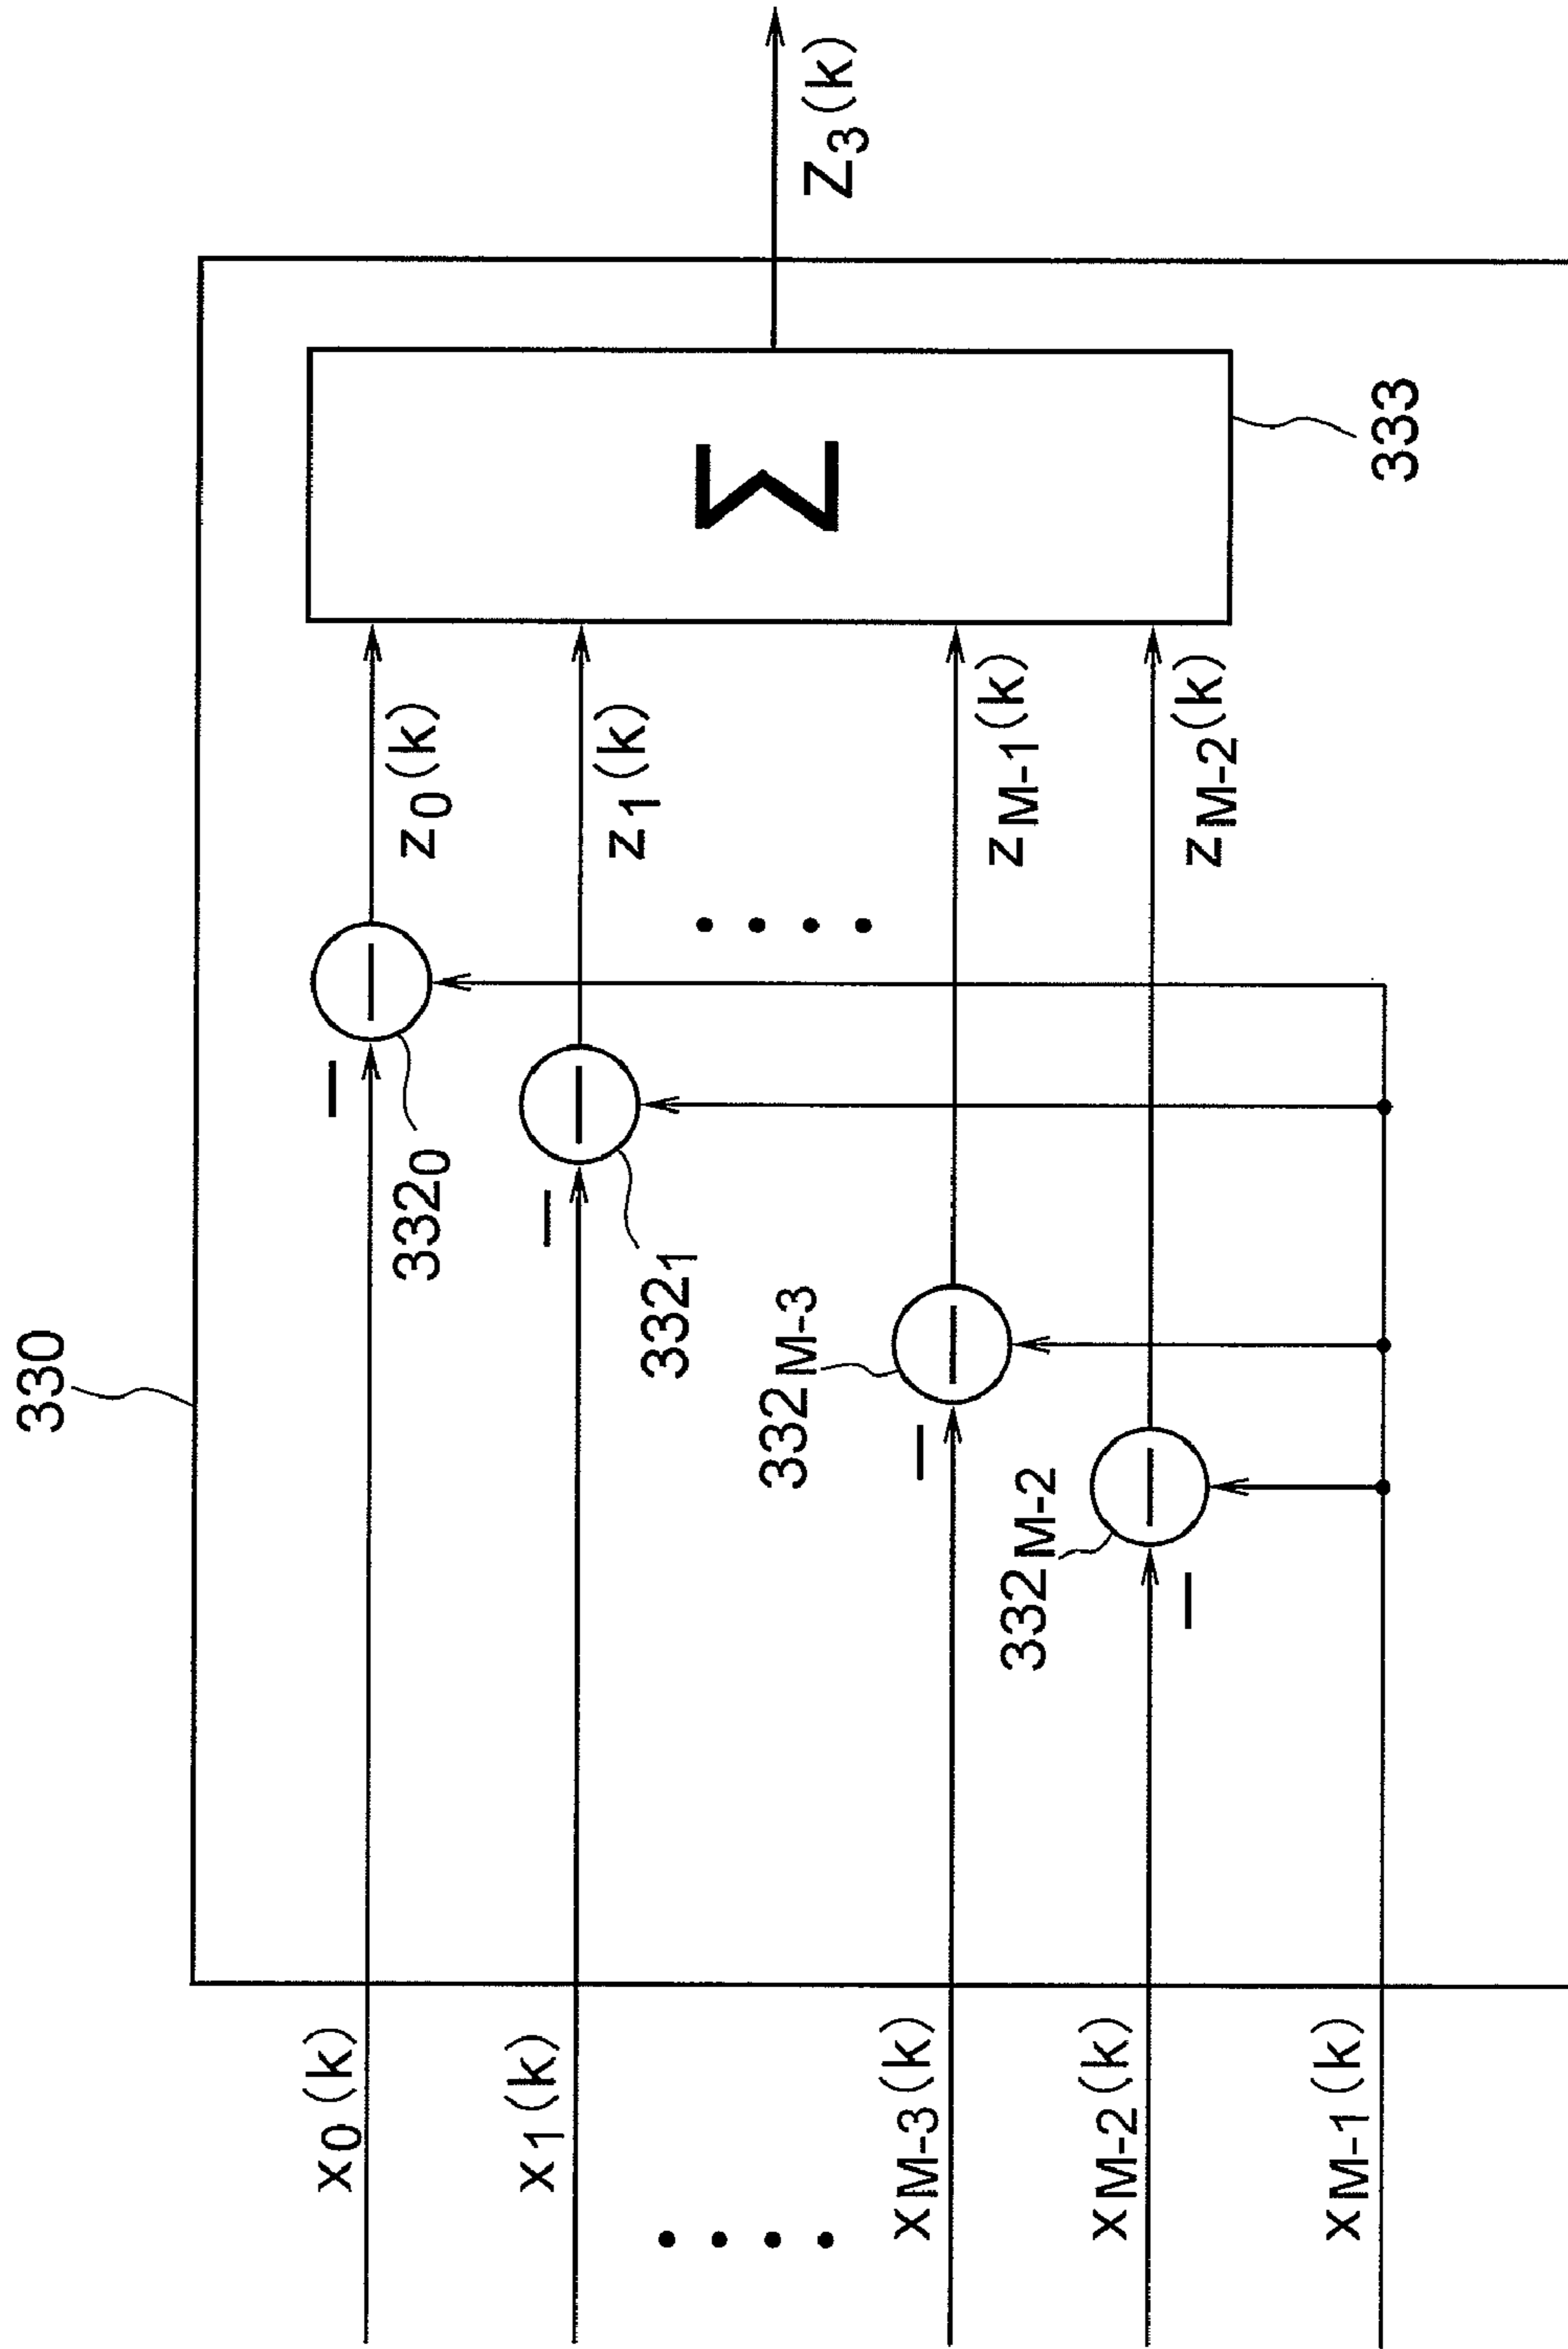 330
x0(k)
x1(k)
....
xM-3(k)
xM-2(k)
xM-1(k)
3320
3321
332M-3
332M-2
—
—
—
—
z0(k)
z1(k)
....
zM-1(k)
zM-2(k)
Σ
333
Z3(k)